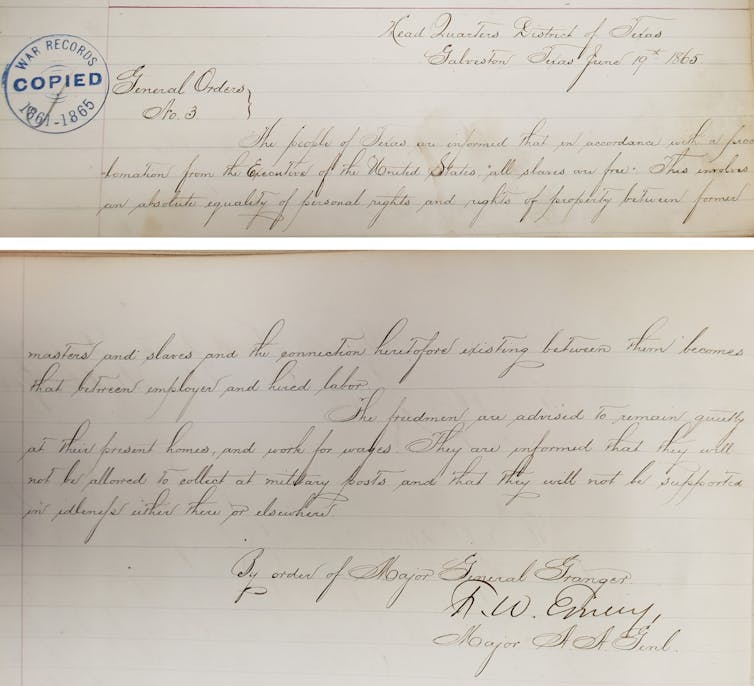 WAR RECORDS
COPIED
1861-1865
Head Quarters District of Texas
Galveston Texas June 19th 1865.
General Orders
No. 3
The people of Texas are informed that in accordance with a proc
lamation from the Executive of the United States "all slaves are free". This involves
an absolute equality of personal rights and rights of property between former
masters and slaves and the connection heretofore existing between them becomes
that between employer and hired labor.
The freedmen are advised to remain quietly
at their present homes, and work for wages. They are informed that they will
not be allowed to collect at military posts and that they will not be supported
in idleness either there or elsewhere.
By order of Major General Granger
F. W. Emery,
Major A A Genl.